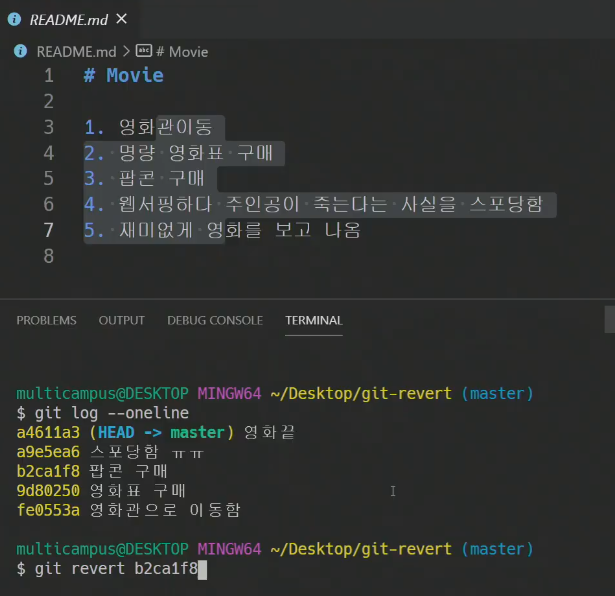 README.md ×
README.md > # Movie
1 # Movie
2
3 1. 영화관이동
4 2. 명량 영화표 구매
5 3. 팝콘 구매
6 4. 웹서핑하다 주인공이 죽는다는 사실을 스포당함
7 5. 재미없게 영화를 보고 나옴
8
PROBLEMS OUTPUT DEBUG CONSOLE TERMINAL
multicampus@DESKTOP MINGW64 ~/Desktop/git-revert (master)
$ git log --oneline
a4611a3 (HEAD -> master) 영화끝
a9e5ea6 스포당함 ㅠㅠ
b2ca1f8 팝콘 구매
9d80250 영화표 구매
fe0553a 영화관으로 이동함
multicampus@DESKTOP MINGW64 ~/Desktop/git-revert (master)
$ git revert b2ca1f8